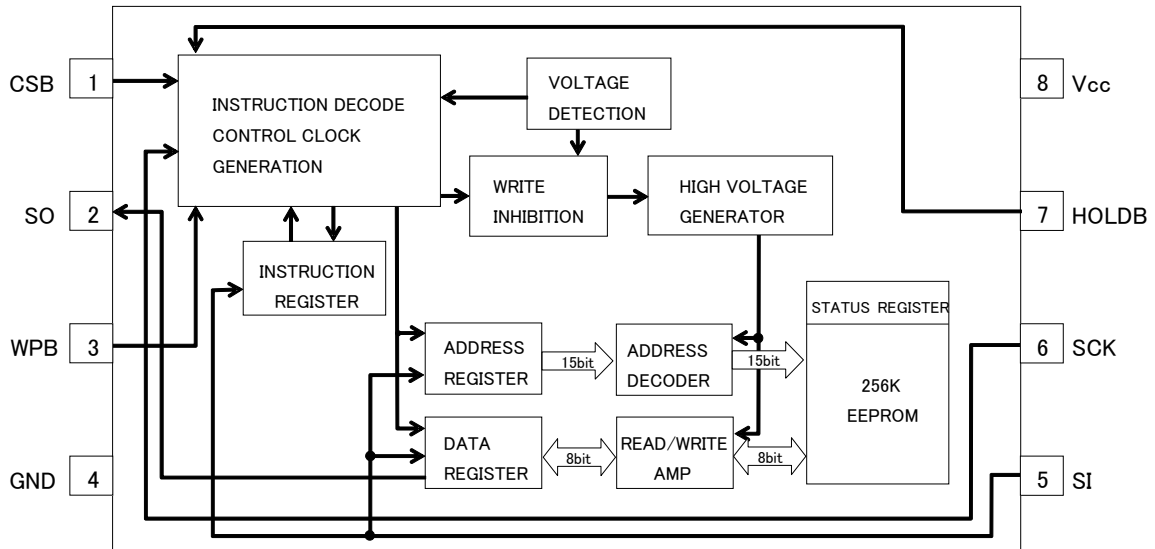 CSB
1
INSTRUCTION DECODE
CONTROL CLOCK
GENERATION
VOLTAGE
DETECTION
8
Vcc
SO
2
WRITE
INHIBITION
HIGH VOLTAGE
GENERATOR
7
HOLDB
INSTRUCTION
REGISTER
STATUS REGISTER
WPB
3
ADDRESS
REGISTER
15bit
ADDRESS
DECODER
15bit
256K
EEPROM
6
SCK
DATA
REGISTER
8bit
READ/WRITE
AMP
8bit
GND
4
5
SI